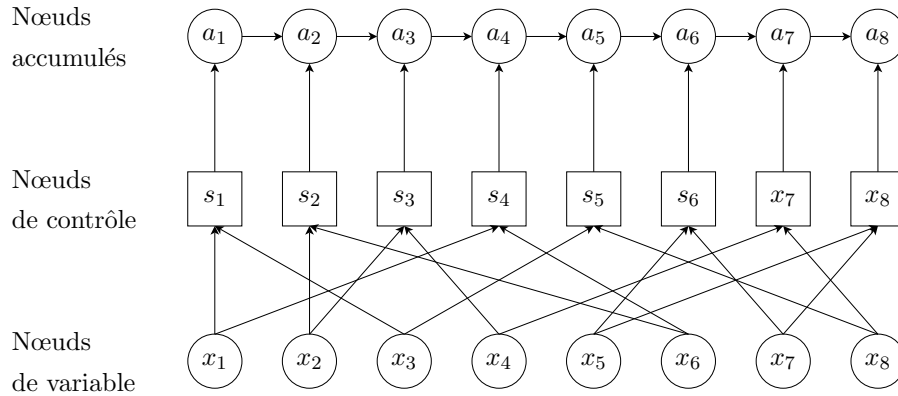 Nœuds
accumulés
a1 a2 a3 a4 a5 a6 a7 a8
Nœuds
de contrôle
s1 s2 s3 s4 s5 s6 x7 x8
Nœuds
de variable
x1 x2 x3 x4 x5 x6 x7 x8